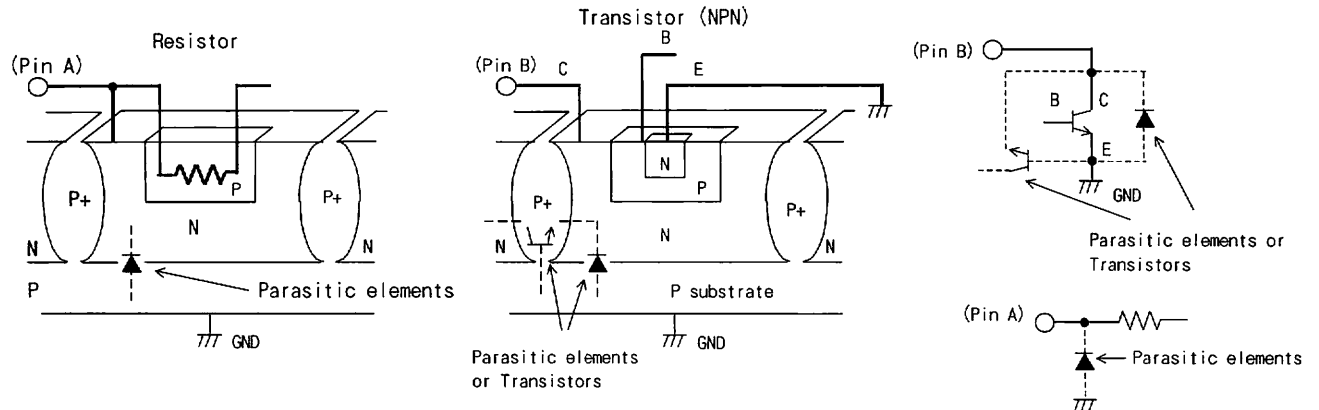 Resistor
(Pin A)
P+
P
P+
N
N
N
P
Parasitic elements
GND
Transistor (NPN)
B
(Pin B)
C
E
N
P
P+
P+
N
N
N
P substrate
GND
Parasitic elements
or Transistors
(Pin B)
B
C
E
GND
Parasitic elements or
Transistors
(Pin A)
Parasitic elements